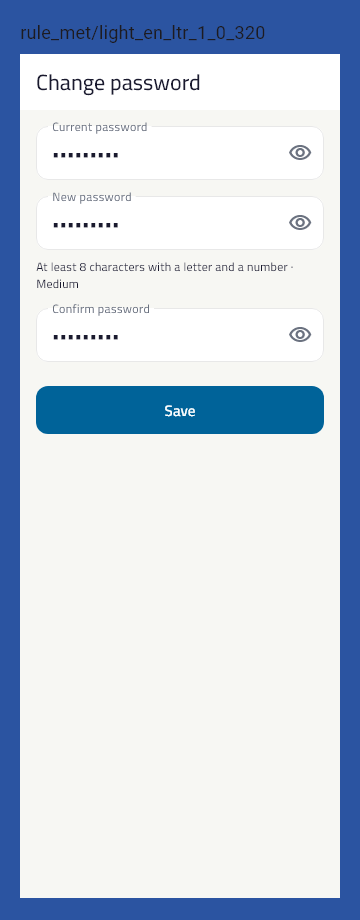 rule_met/light_en_ltr_1_0_320
Change password
Current password
▪▪▪▪▪▪▪▪▪
New password
▪▪▪▪▪▪▪▪▪
At least 8 characters with a letter and a number ·
Medium
Confirm password
▪▪▪▪▪▪▪▪▪
Save